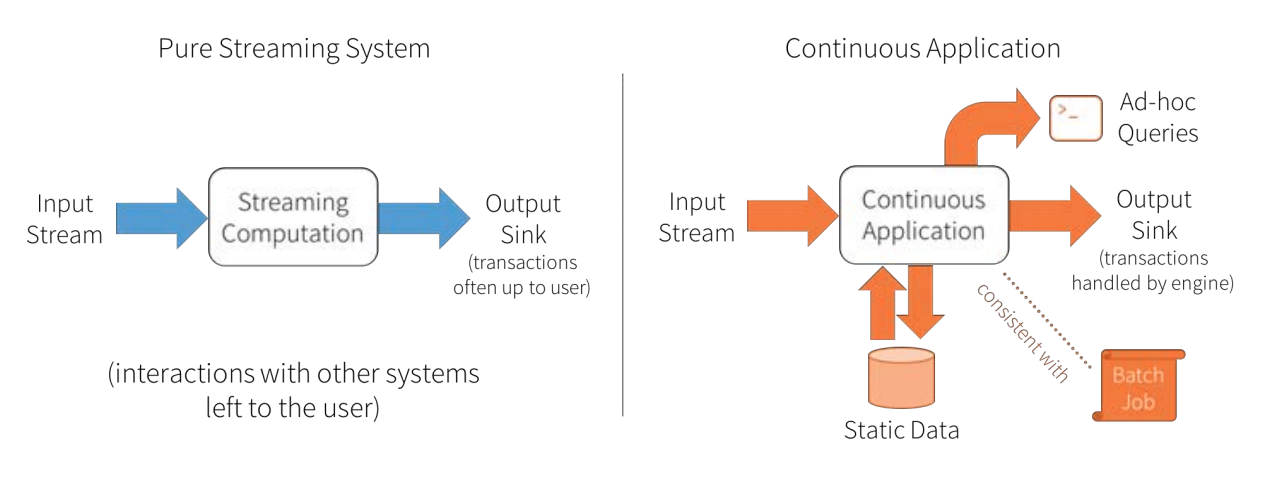 Pure Streaming System
Input
Stream
Streaming
Computation
Output
Sink
(transactions
often up to user)
(interactions with other systems
left to the user)
Continuous Application
>_
Ad-hoc
Queries
Input
Stream
Continuous
Application
Output
Sink
(transactions
handled by engine)
consistent with
Batch
Job
Static Data